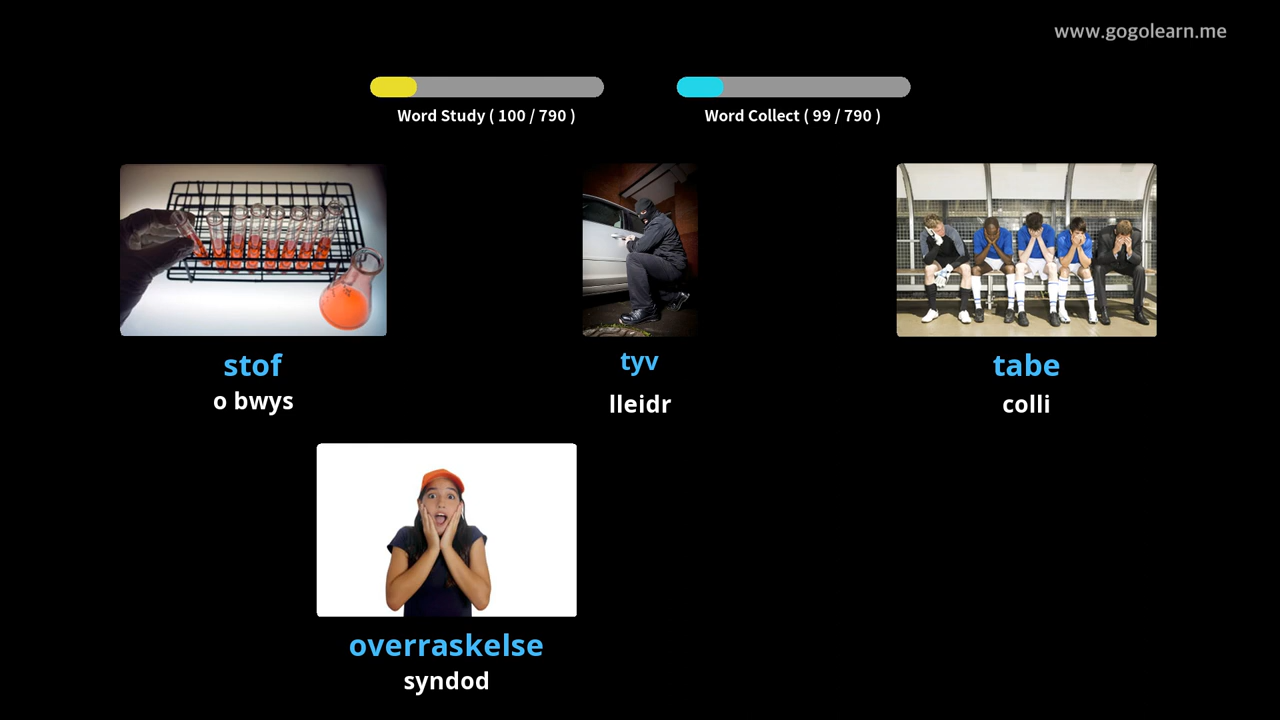 www.gogolearn.me
Word Study ( 100 / 790 )
Word Collect ( 99 / 790 )
stof
o bwys
tyv
lleidr
tabe
colli
overraskelse
syndod